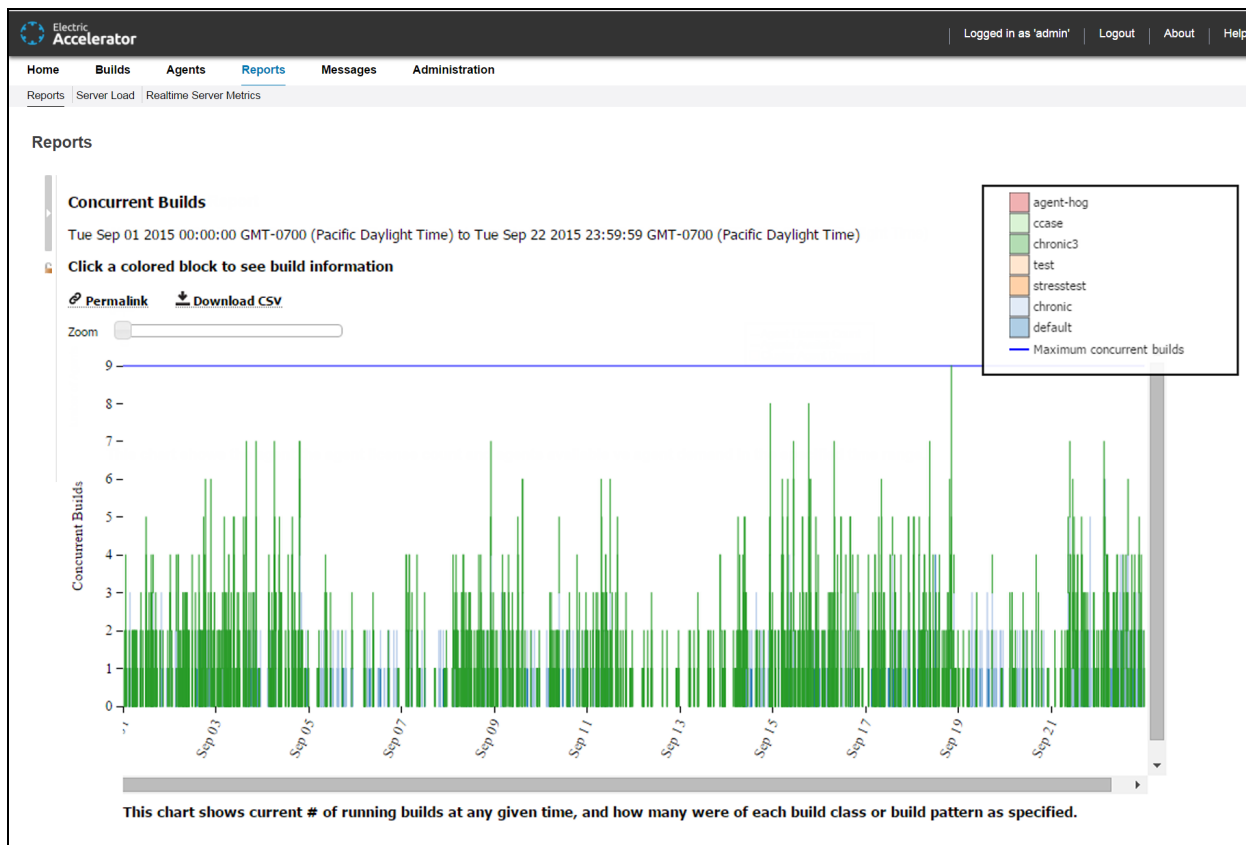 Electric
Accelerator
Logged in as 'admin' Logout About Help
Home Builds Agents Reports Messages Administration
Reports Server Load Realtime Server Metrics
Reports
Concurrent Builds
Tue Sep 01 2015 00:00:00 GMT-0700 (Pacific Daylight Time) to Tue Sep 22 2015 23:59:59 GMT-0700 (Pacific Daylight Time)
Click a colored block to see build information
Permalink Download CSV
Zoom
agent-hog
ccase
chronic3
test
stresstest
chronic
default
Maximum concurrent builds
Concurrent Builds
9
8
7
6
5
4
3
2
1
0
Sep 03 Sep 05 Sep 07 Sep 09 Sep 11 Sep 13 Sep 15 Sep 17 Sep 19 Sep 21
This chart shows current # of running builds at any given time, and how many were of each build class or build pattern as specified.